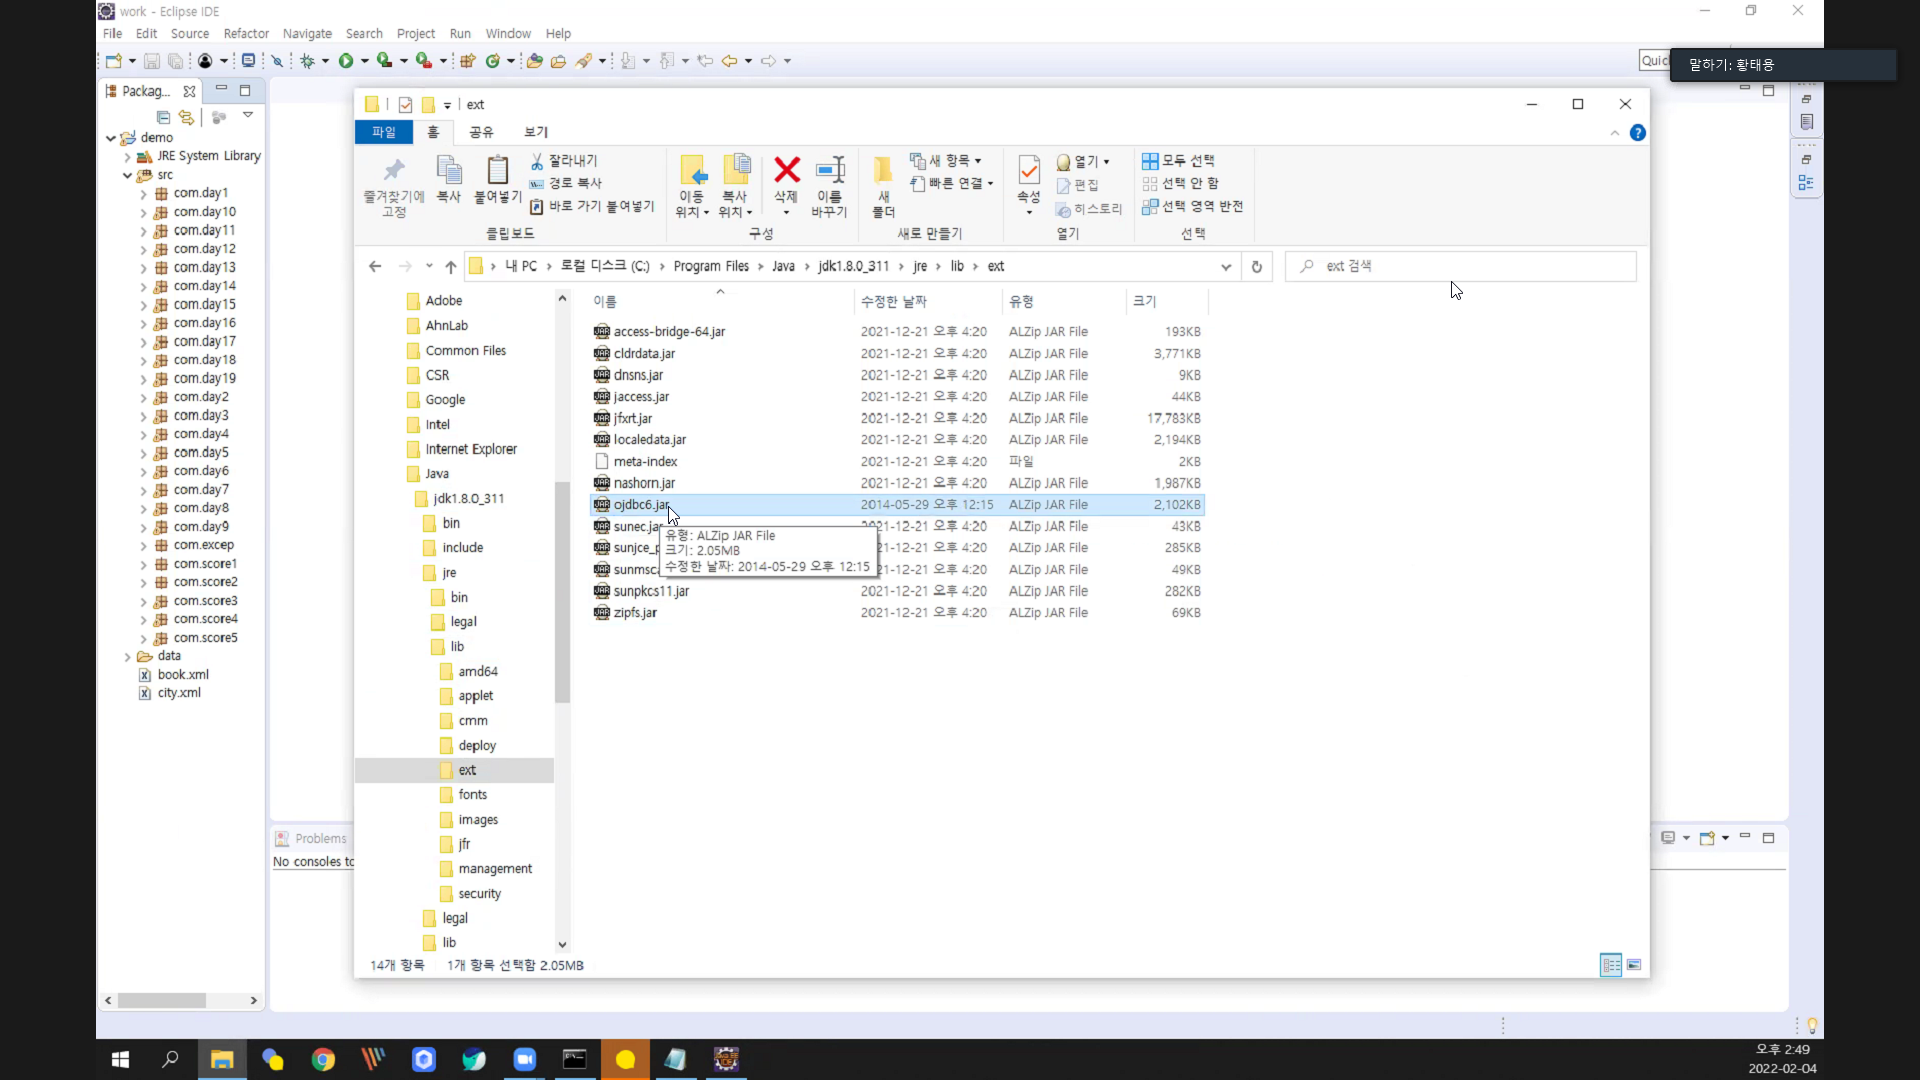 work - Eclipse IDE
File Edit Source Refactor Navigate Search Project Run Window Help
말하기: 황태용
Packag...
demo
JRE System Library
src
com.day1
com.day10
com.day11
com.day12
com.day13
com.day14
com.day15
com.day16
com.day17
com.day18
com.day19
com.day2
com.day3
com.day4
com.day5
com.day6
com.day7
com.day8
com.day9
com.excep
com.score1
com.score2
com.score3
com.score4
com.score5
data
book.xml
city.xml
ext
파일 홈 공유 보기
즐겨찾기에 고정
복사
붙여넣기
잘라내기
경로 복사
바로 가기 붙여넣기
클립보드
이동 위치
복사 위치
삭제
이름 바꾸기
구성
새 폴더
새 항목
빠른 연결
새로 만들기
속성
열기
편집
히스토리
열기
모두 선택
선택 안 함
선택 영역 반전
선택
내 PC > 로컬 디스크 (C:) > Program Files > Java > jdk1.8.0_311 > jre > lib > ext
ext 검색
Adobe
AhnLab
Common Files
CSR
Google
Intel
Internet Explorer
Java
jdk1.8.0_311
bin
include
jre
bin
legal
lib
amd64
applet
cmm
deploy
ext
fonts
images
jfr
management
security
legal
lib
이름 수정한 날짜 유형 크기
access-bridge-64.jar 2021-12-21 오후 4:20 ALZip JAR File 193KB
cldrdata.jar 2021-12-21 오후 4:20 ALZip JAR File 3,771KB
dnsns.jar 2021-12-21 오후 4:20 ALZip JAR File 9KB
jaccess.jar 2021-12-21 오후 4:20 ALZip JAR File 44KB
jfxrt.jar 2021-12-21 오후 4:20 ALZip JAR File 17,783KB
localedata.jar 2021-12-21 오후 4:20 ALZip JAR File 2,194KB
meta-index 2021-12-21 오후 4:20 파일 2KB
nashorn.jar 2021-12-21 오후 4:20 ALZip JAR File 1,987KB
ojdbc6.jar 2014-05-29 오후 12:15 ALZip JAR File 2,102KB
sunec.jar 21-12-21 오후 4:20 ALZip JAR File 43KB
sunjce_p 21-12-21 오후 4:20 ALZip JAR File 285KB
sunmsca 21-12-21 오후 4:20 ALZip JAR File 49KB
sunpkcs11.jar 2021-12-21 오후 4:20 ALZip JAR File 282KB
zipfs.jar 2021-12-21 오후 4:20 ALZip JAR File 69KB
유형: ALZip JAR File
크기: 2.05MB
수정한 날짜: 2014-05-29 오후 12:15
14개 항목 1개 항목 선택함 2.05MB
Problems
No consoles to
오후 2:49
2022-02-04